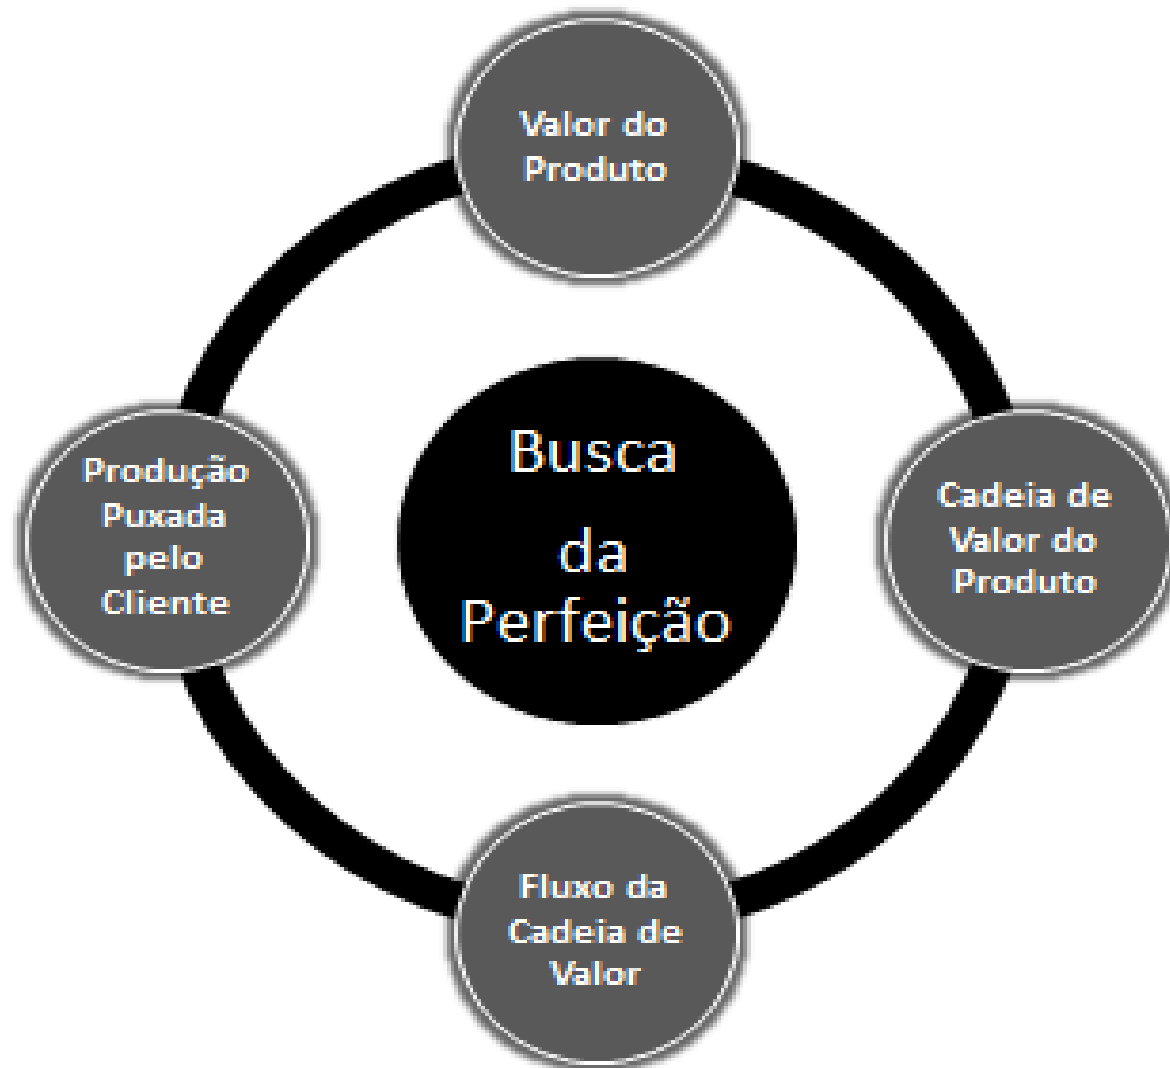 Valor do
Produto
Produção
Puxada
pelo
Cliente
Busca
da
Perfeição
Cadeia de
Valor do
Produto
Fluxo da
Cadeia de
Valor